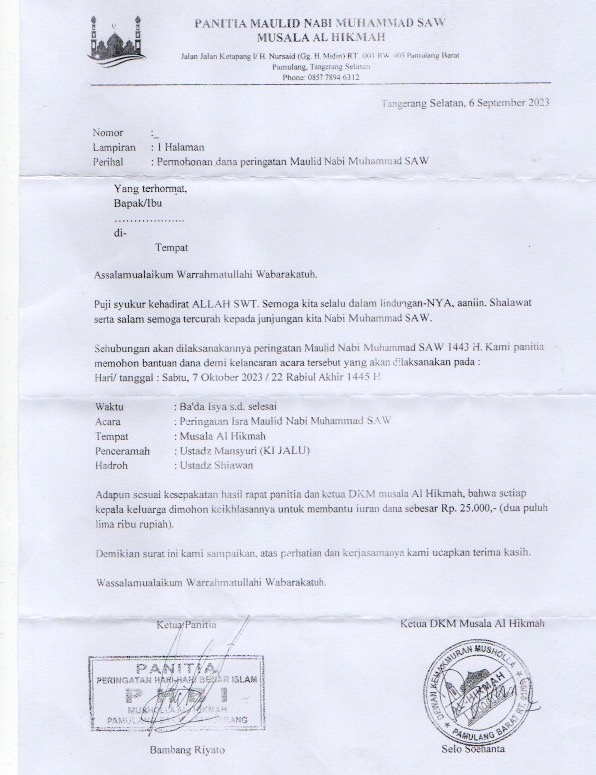 PANITIA MAULID NABI MUHAMMAD SAW
MUSALA AL HIKMAH
Jalan Jalan Ketapang I/ H. Nursaid (Gg. H. Midin) RT. 001 RW. 005 Pamulang Barat
Pamulang, Tangerang Selatan
Phone: 0857 7894 6312
Tangerang Selatan, 6 September 2023
Nomor :_
Lampiran : 1 Halaman
Perihal : Permohonan dana peringatan Maulid Nabi Muhammad SAW
Yang terhormat,
Bapak/Ibu
...................
di-
Tempat
Assalamualaikum Warrahmatullahi Wabarakatuh.
Puji syukur kehadirat ALLAH SWT. Semoga kita selalu dalam lindungan-NYA, aamiin. Shalawat
serta salam semoga tercurah kepada junjungan kita Nabi Muhammad SAW.
Sehubungan akan dilaksanakannya peringatan Maulid Nabi Muhammad SAW 1443 H. Kami panitia
memohon bantuan dana demi kelancaran acara tersebut yang akan dilaksanakan pada :
Hari/ tanggal : Sabtu, 7 Oktober 2023 / 22 Rabiul Akhir 1445 H
Waktu : Ba'da Isya s.d. selesai
Acara : Peringatan Isra Maulid Nabi Muhammad SAW
Tempat : Musala Al Hikmah
Penceramah : Ustadz Mansyuri (KI JALU)
Hadroh : Ustadz Shiawan
Adapun sesuai kesepakatan hasil rapat panitia dan ketua DKM musala Al Hikmah, bahwa setiap
kepala keluarga dimohon keikhlasannya untuk membantu iuran dana sebesar Rp. 25.000,- (dua puluh
lima ribu rupiah).
Demikian surat ini kami sampaikan, atas perhatian dan kerjasamanya kami ucapkan terima kasih.
Wassalamualaikum Warrahmatullahi Wabarakatuh.
Ketua Panitia Ketua DKM Musala Al Hikmah
PANITIA
PERINGATAN HARI-HARI BESAR ISLAM
PHBI
MUSHOLLA
DEWAN KEMAKMURAN MUSHOLLA
AL-HIKMAH
PAMULANG BARAT
Bambang Riyato Selo Soehanta